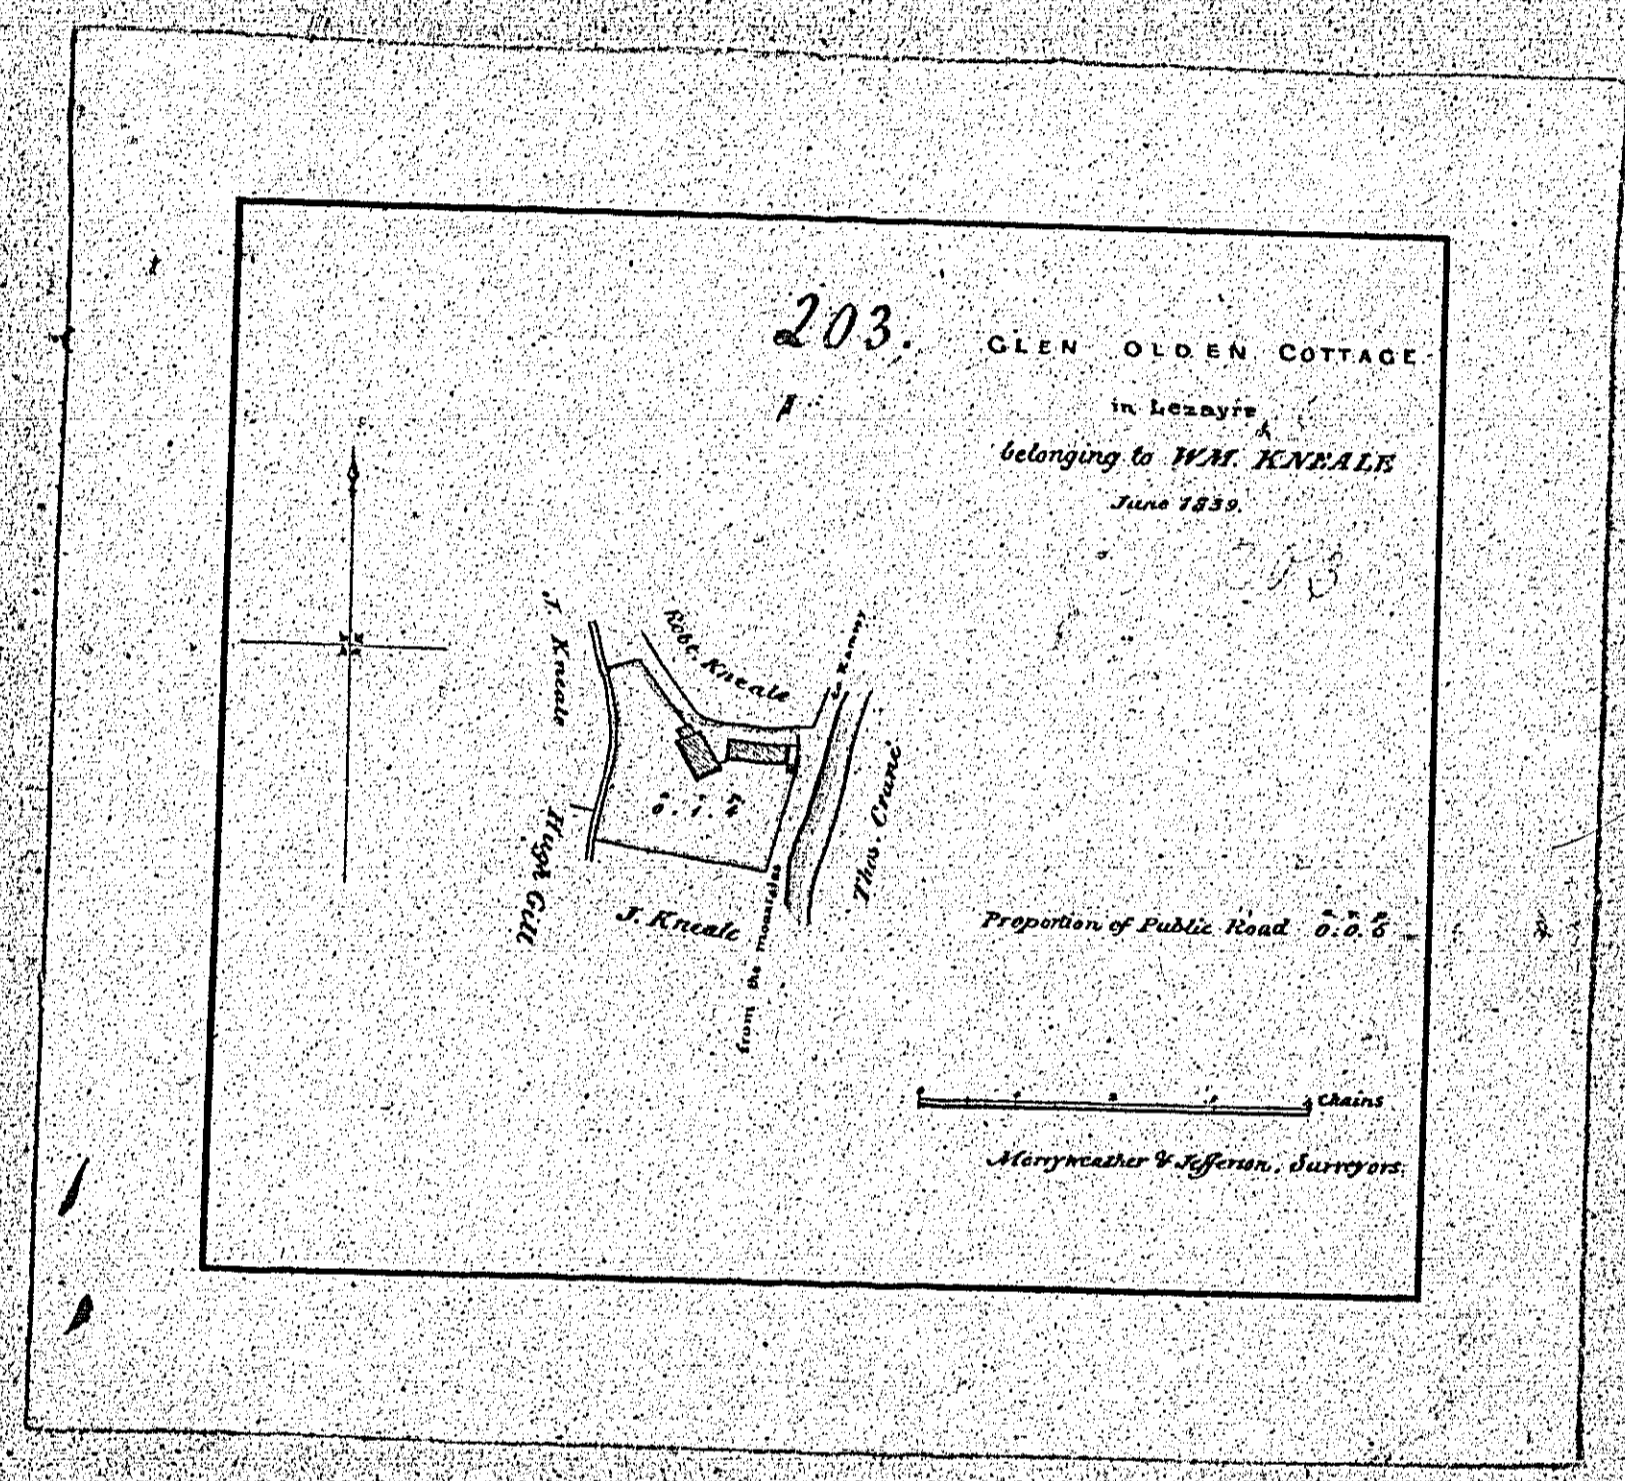 203.
GLEN OLDEN COTTAGE
in Lezayre
belonging to WM. KNEALE
June 1839.
J. Kneale
Robt. Kneale
to Ramsy
Thos. Crane
Hugh Gill
J. Kneale
from the mountains
Proportion of Public Road 0.0.6
Chains
Merryweather & Jefferson, Surveyors.